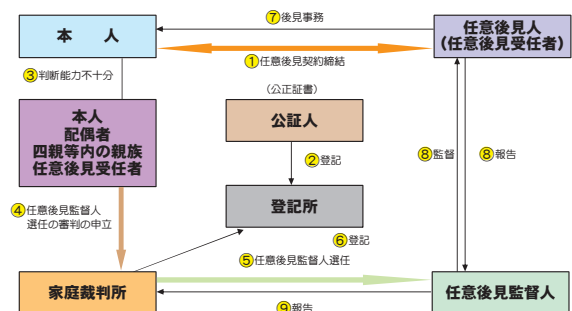 ⑦後見事務
本　人
任意後見人
(任意後見受任者)
①任意後見契約締結
③判断能力不十分
(公正証書)
本人
配偶者
四親等内の親族
任意後見受任者
公証人
②登記
⑧監督
⑧報告
登記所
④任意後見監督人
選任の審判の申立
⑥登記
⑤任意後見監督人選任
家庭裁判所
任意後見監督人
⑨報告